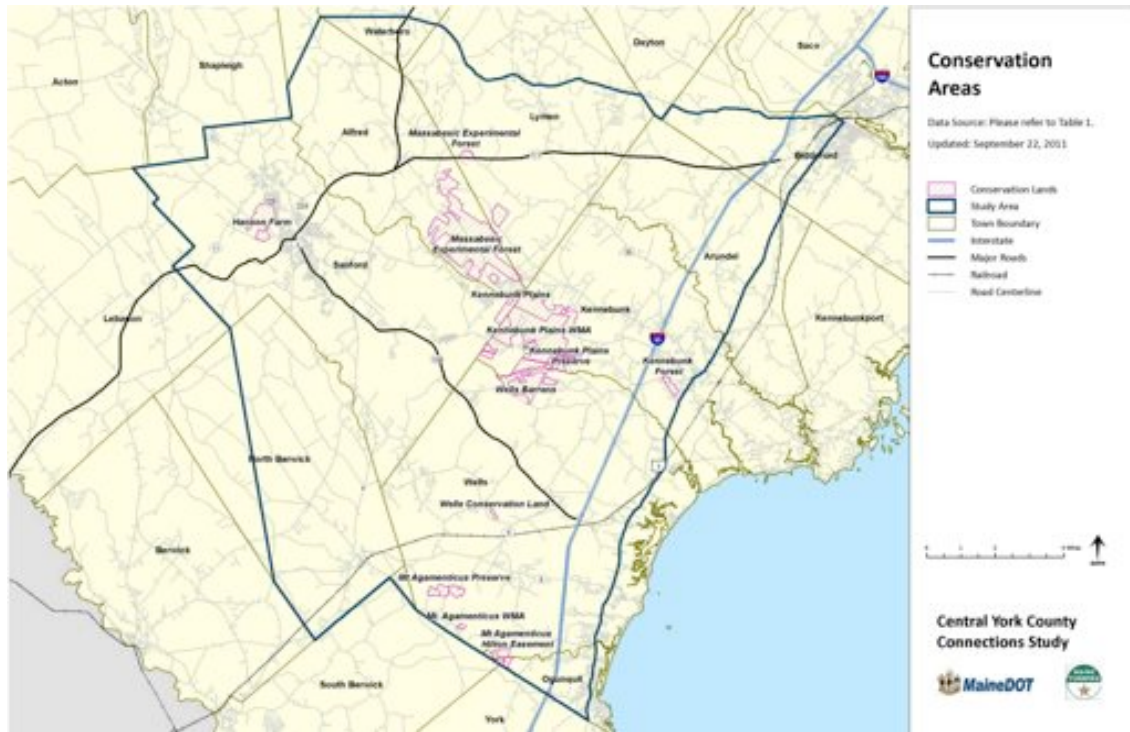 Conservation
Areas
Data Source: Please refer to Table 1.
Updated: September 22, 2011
Conservation Lands
Study Area
Town Boundary
Interstate
Major Roads
Railroad
Road Centerline
Central York County
Connections Study
MaineDOT
Waterboro
Dayton
Saco
Shapleigh
Acton
Lyman
Alfred
Massabesic Experimental
Forest
Biddeford
Hanson Farm
Massabesic
Experimental Forest
Arundel
Sanford
Kennebunk Plains
Kennebunk
Lebanon
Kennebunkport
Kennebunk Plains WMA
Kennebunk Plains
Preserve
Kennebunk
Forest
Wells Barrens
North Berwick
Wells
Wells Conservation Land
Berwick
Mt Agamenticus Preserve
Mt. Agamenticus WMA
Mt Agamenticus
Hilton Easement
South Berwick
Ogunquit
York